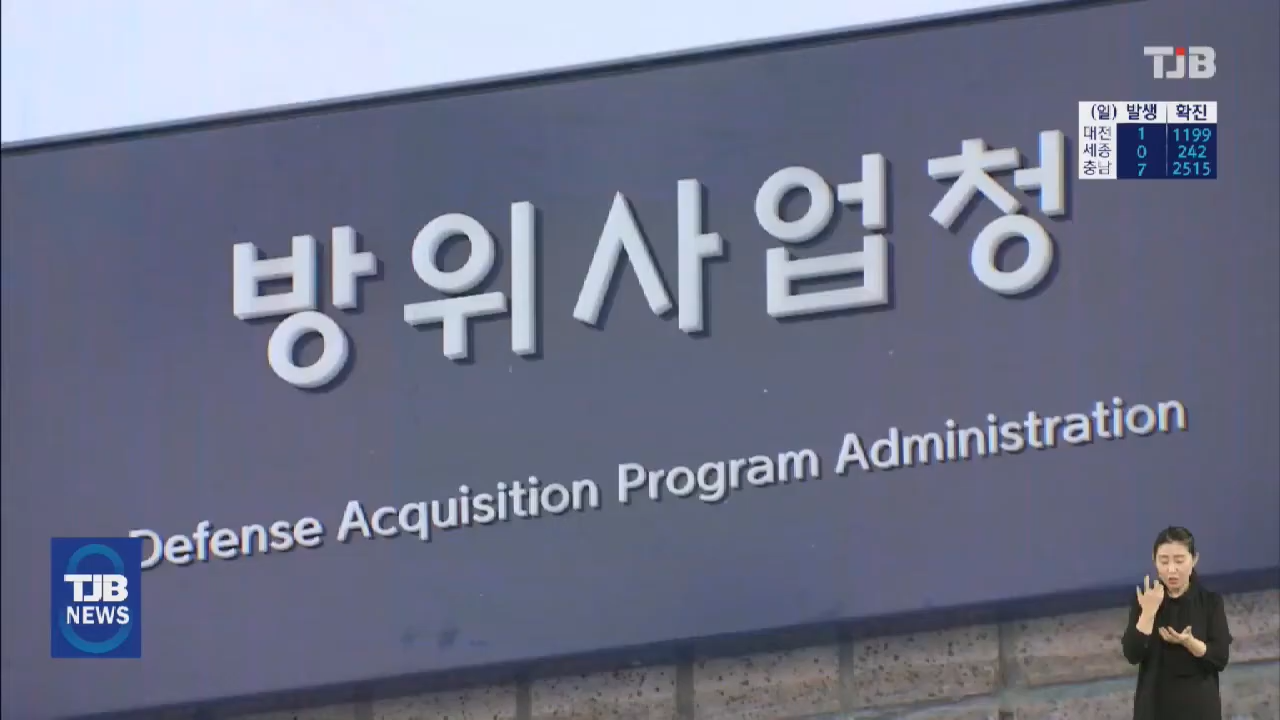 TJB
(일) 발생 확진
대전 1 1199
세종 0 242
충남 7 2515
방위사업청
Defense Acquisition Program Administration
TJB
NEWS